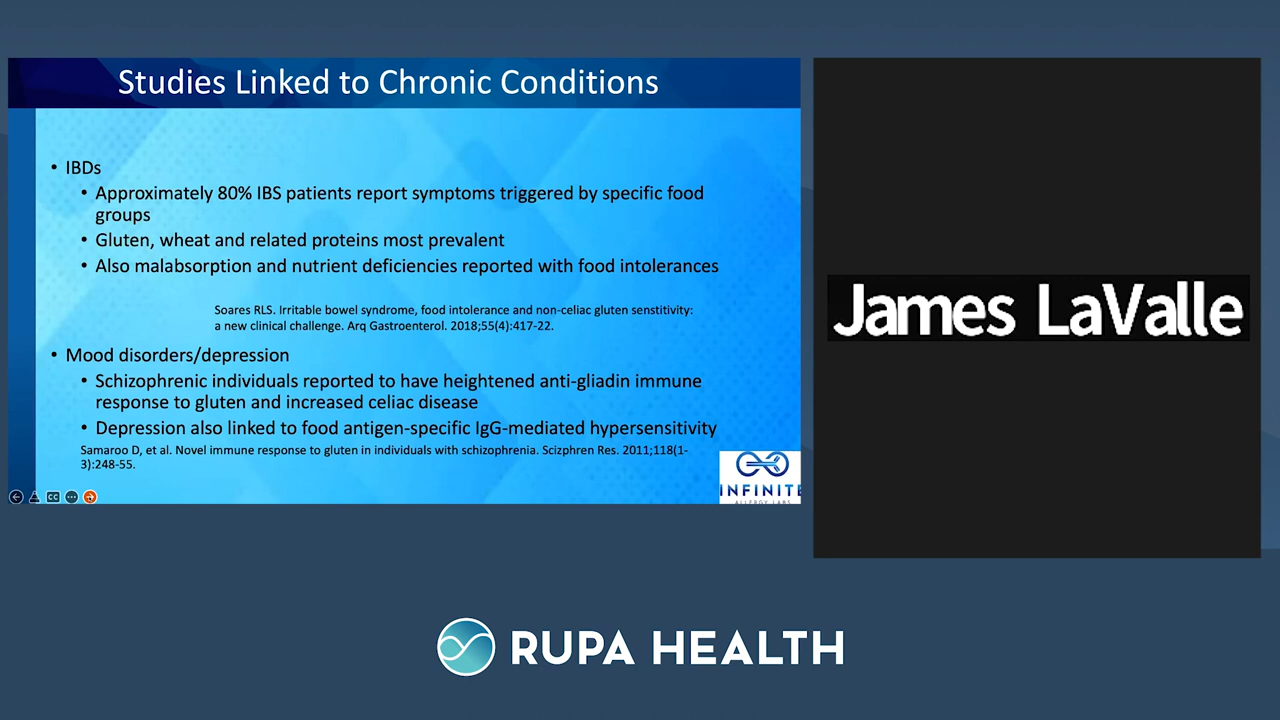 Studies Linked to Chronic Conditions
• IBDs
• Approximately 80% IBS patients report symptoms triggered by specific food
groups
• Gluten, wheat and related proteins most prevalent
• Also malabsorption and nutrient deficiencies reported with food intolerances
Soares RLS. Irritable bowel syndrome, food intolerance and non-celiac gluten senstitivity:
a new clinical challenge. Arq Gastroenterol. 2018;55(4):417-22.
• Mood disorders/depression
• Schizophrenic individuals reported to have heightened anti-gliadin immune
response to gluten and increased celiac disease
• Depression also linked to food antigen-specific IgG-mediated hypersensitivity
Samaroo D, et al. Novel immune response to gluten in individuals with schizophrenia. Scizphren Res. 2011;118(1-
3):248-55.
INFINITE
ALLERGY LABS
CC
James LaValle
RUPA HEALTH